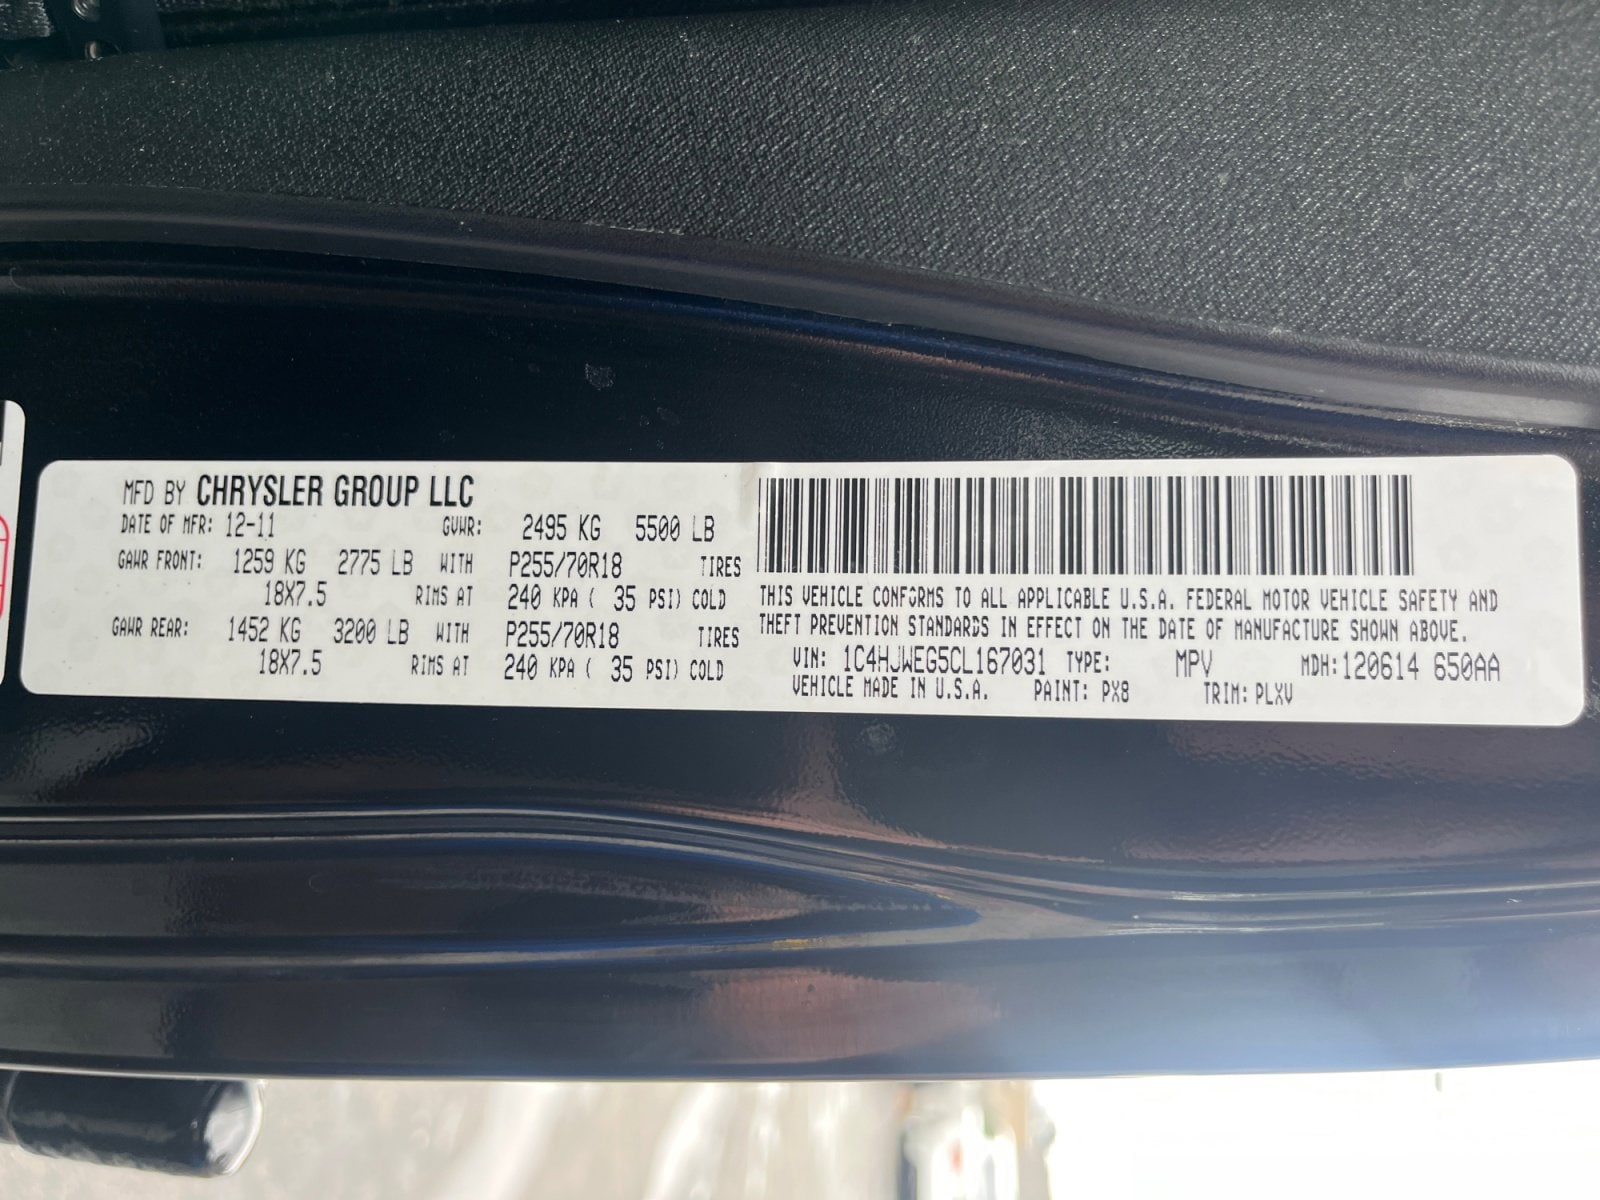 MFD BY CHRYSLER GROUP LLC
DATE OF MFR: 12-11 GVWR: 2495 KG 5500 LB
GAWR FRONT: 1259 KG 2775 LB WITH P255/70R18 TIRES
18X7.5 RIMS AT 240 KPA ( 35 PSI) COLD
GAWR REAR: 1452 KG 3200 LB WITH P255/70R18 TIRES
18X7.5 RIMS AT 240 KPA ( 35 PSI) COLD
THIS VEHICLE CONFORMS TO ALL APPLICABLE U.S.A. FEDERAL MOTOR VEHICLE SAFETY AND
THEFT PREVENTION STANDARDS IN EFFECT ON THE DATE OF MANUFACTURE SHOWN ABOVE.
VIN: 1C4HJWEG5CL167031 TYPE: MPV MDH:120614 650AA
VEHICLE MADE IN U.S.A. PAINT: PX8 TRIM: PLXV